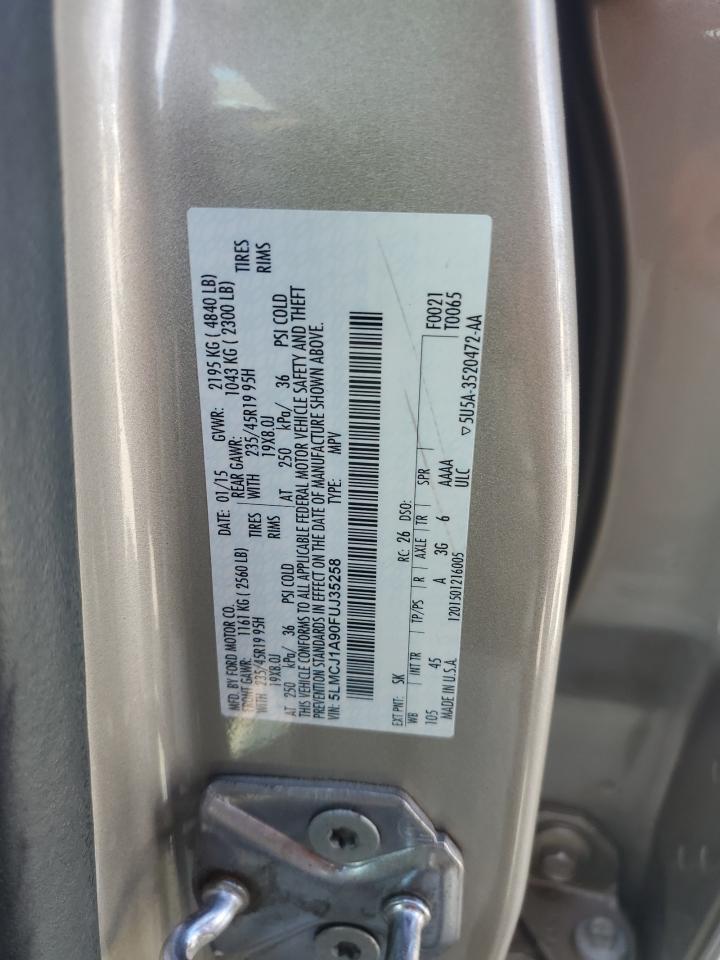 MFD. BY FORD MOTOR CO. DATE: 01/15 GVWR: 2195 KG ( 4840 LB)
FRONT GAWR: 1161 KG ( 2560 LB) REAR GAWR: 1043 KG ( 2300 LB)
WITH 235/45R19 95H TIRES WITH 235/45R19 95H TIRES
19X8.0J RIMS 19X8.0J RIMS
AT 250 kPa/ 36 PSI COLD AT 250 kPa/ 36 PSI COLD
THIS VEHICLE CONFORMS TO ALL APPLICABLE FEDERAL MOTOR VEHICLE SAFETY AND THEFT
PREVENTION STANDARDS IN EFFECT ON THE DATE OF MANUFACTURE SHOWN ABOVE.
VIN: 5LMCJ1A90FUJ35258 TYPE: MPV
EXT PNT: SK RC: 26 DSO:
WB INT TR TP/PS R AXLE TR SPR F0021
105 45 A 3G 6 AAAA T0065
MADE IN U.S.A. 1201501216005 ULC ▽5U5A-3520472-AA